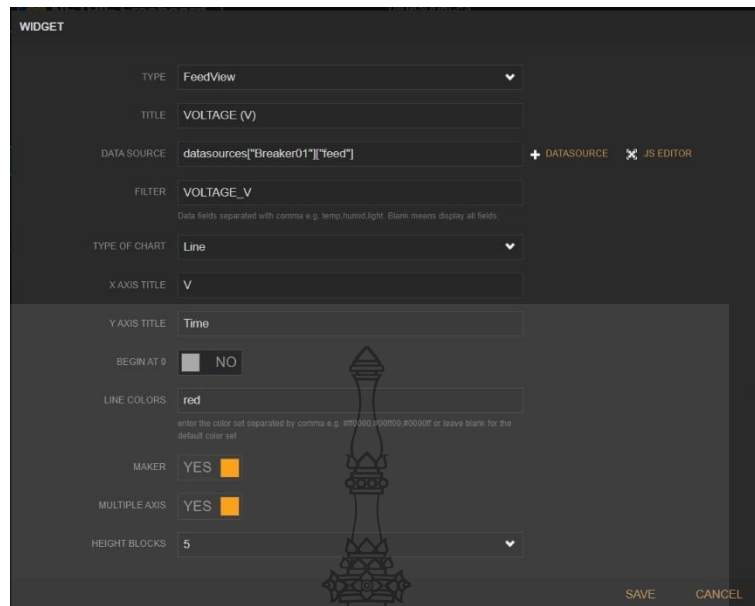 WIDGET
TYPE FeedView
TITLE VOLTAGE (V)
DATA SOURCE datasources["Breaker01"]["feed"] DATASOURCE JS EDITOR
FILTER VOLTAGE_V
Data fields separated with comma e.g. temp,humid,light. Blank means display all fields.
TYPE OF CHART Line
X AXIS TITLE V
Y AXIS TITLE Time
BEGIN AT 0 NO
LINE COLORS red
enter the color set separated by comma e.g. #ff0000,#00ff00,#0000ff or leave blank for the
default color set
MAKER YES
MULTIPLE AXIS YES
HEIGHT BLOCKS 5
SAVE CANCEL